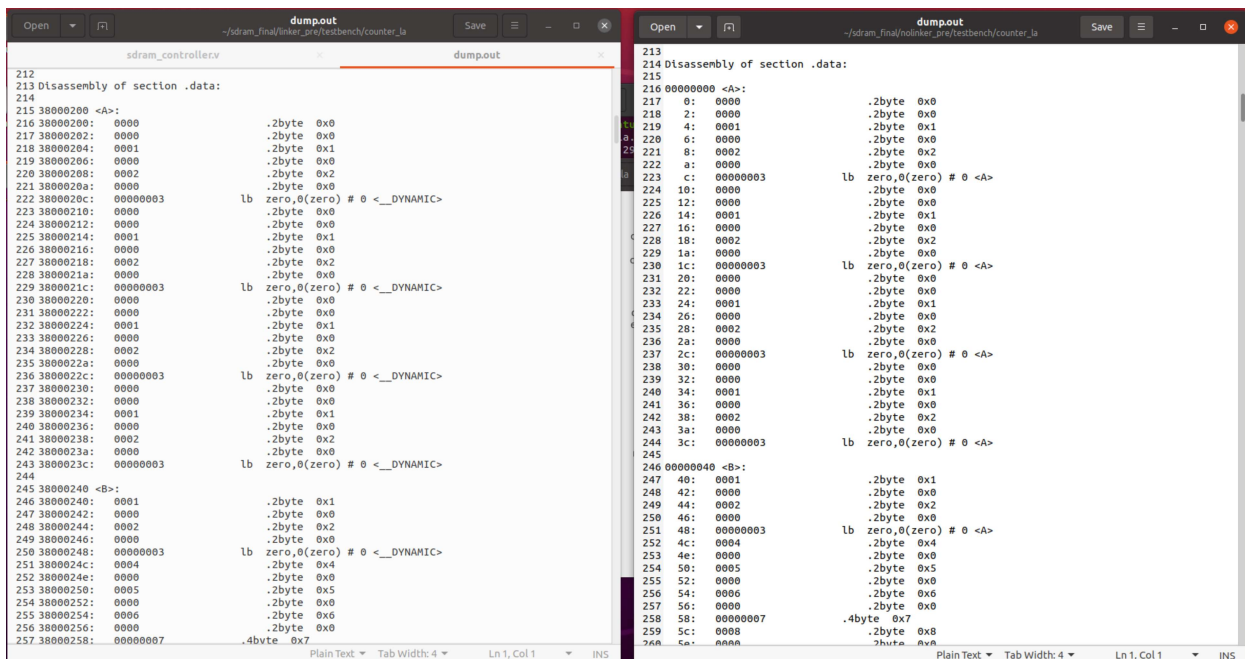 Open
dump.out
~/sdram_final/linker_pre/testbench/counter_la
Save
sdram_controller.v
dump.out
212
213 Disassembly of section .data:
214
215 38000200 <A>:
216 38000200: 0000 .2byte 0x0
217 38000202: 0000 .2byte 0x0
218 38000204: 0001 .2byte 0x1
219 38000206: 0000 .2byte 0x0
220 38000208: 0002 .2byte 0x2
221 3800020a: 0000 .2byte 0x0
222 3800020c: 00000003 lb zero,0(zero) # 0 <__DYNAMIC>
223 38000210: 0000 .2byte 0x0
224 38000212: 0000 .2byte 0x0
225 38000214: 0001 .2byte 0x1
226 38000216: 0000 .2byte 0x0
227 38000218: 0002 .2byte 0x2
228 3800021a: 0000 .2byte 0x0
229 3800021c: 00000003 lb zero,0(zero) # 0 <__DYNAMIC>
230 38000220: 0000 .2byte 0x0
231 38000222: 0000 .2byte 0x0
232 38000224: 0001 .2byte 0x1
233 38000226: 0000 .2byte 0x0
234 38000228: 0002 .2byte 0x2
235 3800022a: 0000 .2byte 0x0
236 3800022c: 00000003 lb zero,0(zero) # 0 <__DYNAMIC>
237 38000230: 0000 .2byte 0x0
238 38000232: 0000 .2byte 0x0
239 38000234: 0001 .2byte 0x1
240 38000236: 0000 .2byte 0x0
241 38000238: 0002 .2byte 0x2
242 3800023a: 0000 .2byte 0x0
243 3800023c: 00000003 lb zero,0(zero) # 0 <__DYNAMIC>
244
245 38000240 <B>:
246 38000240: 0001 .2byte 0x1
247 38000242: 0000 .2byte 0x0
248 38000244: 0002 .2byte 0x2
249 38000246: 0000 .2byte 0x0
250 38000248: 00000003 lb zero,0(zero) # 0 <__DYNAMIC>
251 3800024c: 0004 .2byte 0x4
252 3800024e: 0000 .2byte 0x0
253 38000250: 0005 .2byte 0x5
254 38000252: 0000 .2byte 0x0
255 38000254: 0006 .2byte 0x6
256 38000256: 0000 .2byte 0x0
257 38000258: 00000007 .4byte 0x7
Plain Text Tab Width: 4 Ln 1, Col 1 INS
Open
dump.out
~/sdram_final/nolinker_pre/testbench/counter_la
Save
213
214 Disassembly of section .data:
215
216 00000000 <A>:
217 0: 0000 .2byte 0x0
218 2: 0000 .2byte 0x0
219 4: 0001 .2byte 0x1
220 6: 0000 .2byte 0x0
221 8: 0002 .2byte 0x2
222 a: 0000 .2byte 0x0
223 c: 00000003 lb zero,0(zero) # 0 <A>
224 10: 0000 .2byte 0x0
225 12: 0000 .2byte 0x0
226 14: 0001 .2byte 0x1
227 16: 0000 .2byte 0x0
228 18: 0002 .2byte 0x2
229 1a: 0000 .2byte 0x0
230 1c: 00000003 lb zero,0(zero) # 0 <A>
231 20: 0000 .2byte 0x0
232 22: 0000 .2byte 0x0
233 24: 0001 .2byte 0x1
234 26: 0000 .2byte 0x0
235 28: 0002 .2byte 0x2
236 2a: 0000 .2byte 0x0
237 2c: 00000003 lb zero,0(zero) # 0 <A>
238 30: 0000 .2byte 0x0
239 32: 0000 .2byte 0x0
240 34: 0001 .2byte 0x1
241 36: 0000 .2byte 0x0
242 38: 0002 .2byte 0x2
243 3a: 0000 .2byte 0x0
244 3c: 00000003 lb zero,0(zero) # 0 <A>
245
246 00000040 <B>:
247 40: 0001 .2byte 0x1
248 42: 0000 .2byte 0x0
249 44: 0002 .2byte 0x2
250 46: 0000 .2byte 0x0
251 48: 00000003 lb zero,0(zero) # 0 <A>
252 4c: 0004 .2byte 0x4
253 4e: 0000 .2byte 0x0
254 50: 0005 .2byte 0x5
255 52: 0000 .2byte 0x0
256 54: 0006 .2byte 0x6
257 56: 0000 .2byte 0x0
258 58: 00000007 .4byte 0x7
259 5c: 0008 .2byte 0x8
260 5e: 0000 .2byte 0x0
Plain Text Tab Width: 4 Ln 1, Col 1 INS